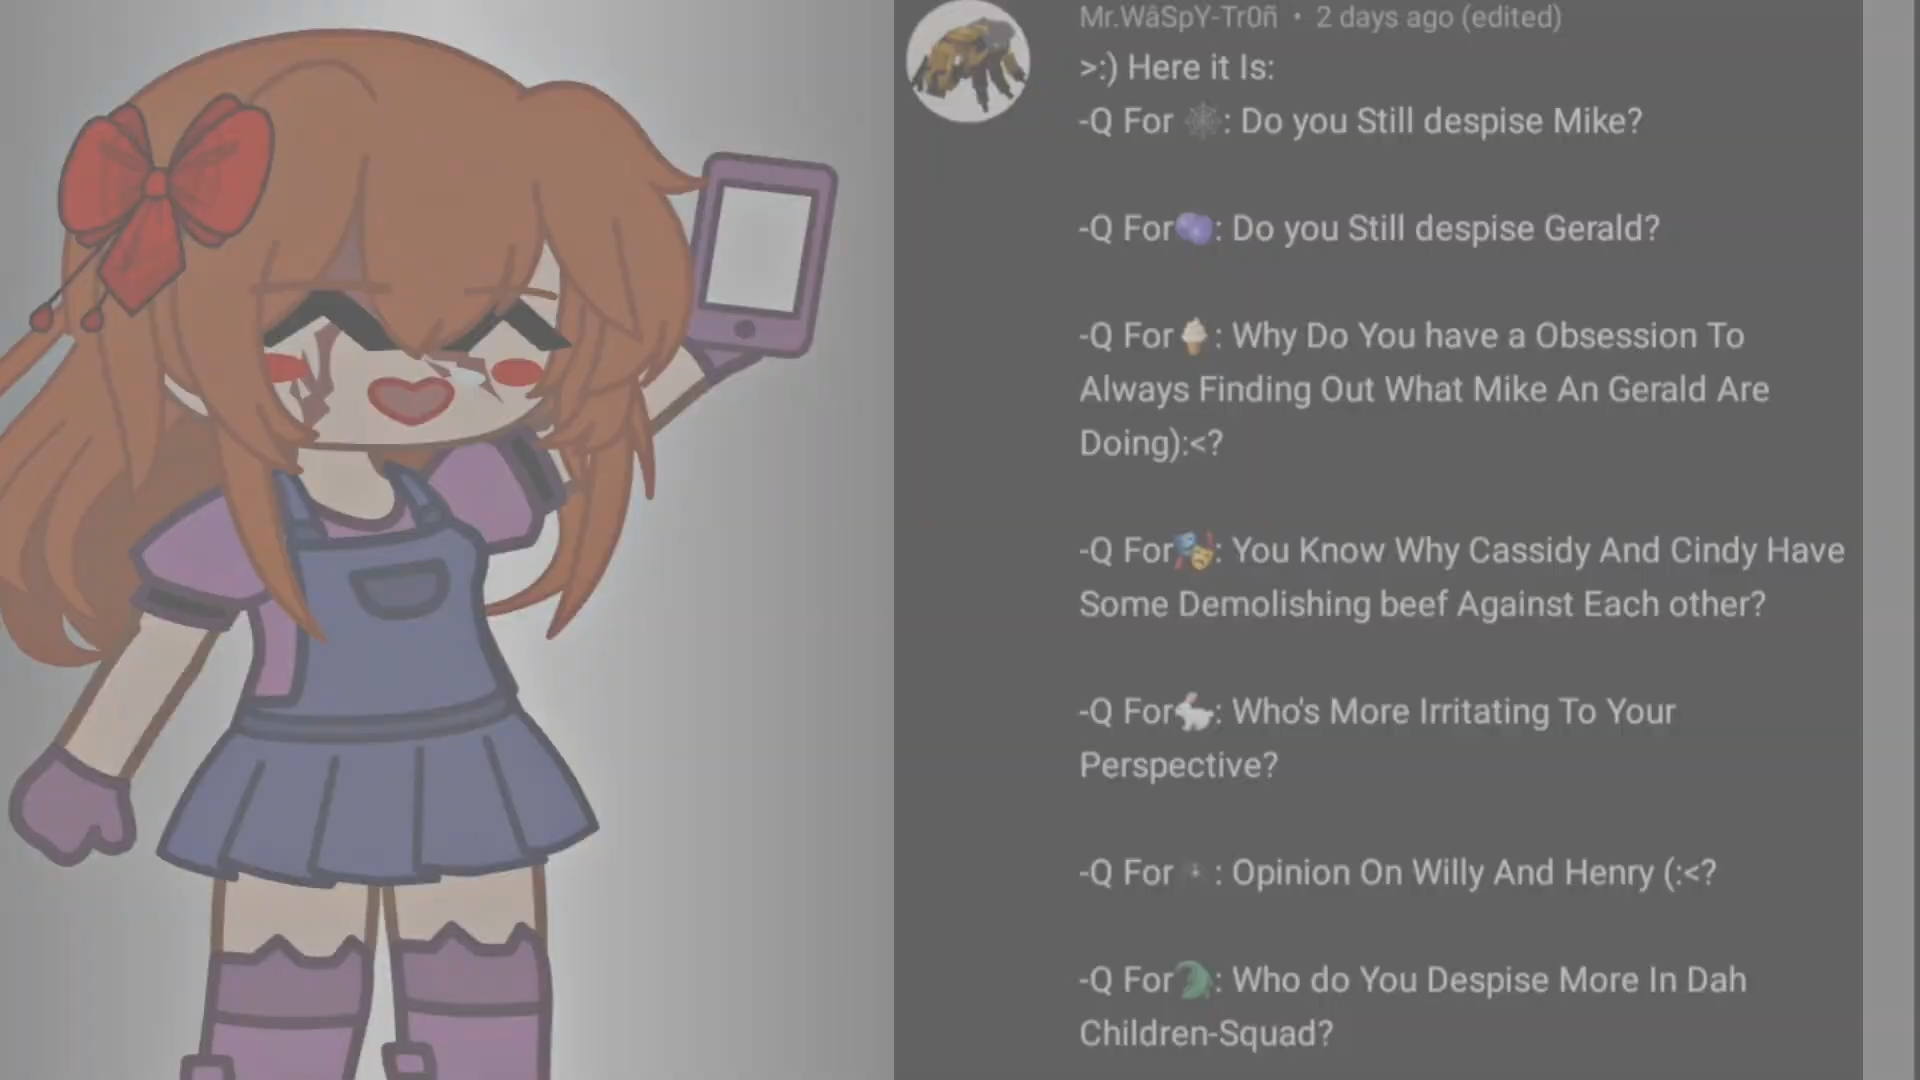 Mr.WâSpY-Tr0ñ • 2 days ago (edited)
>:) Here it Is:
-Q For 🕸️: Do you Still despise Mike?
-Q For🫐: Do you Still despise Gerald?
-Q For🍦: Why Do You have a Obsession To
Always Finding Out What Mike An Gerald Are
Doing):<?
-Q For🎭: You Know Why Cassidy And Cindy Have
Some Demolishing beef Against Each other?
-Q For🐇: Who's More Irritating To Your
Perspective?
-Q For : Opinion On Willy And Henry (:<?
-Q For: Who do You Despise More In Dah
Children-Squad?